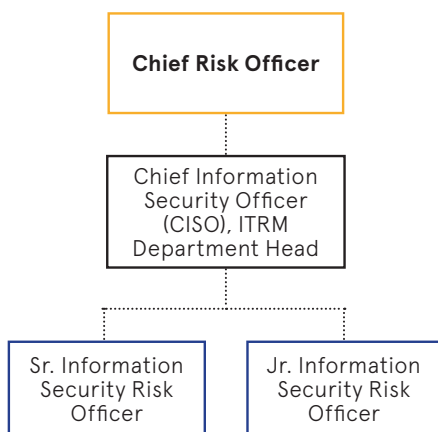 Chief Risk Officer
Chief Information
Security Officer
(CISO), ITRM
Department Head
Sr. Information
Security Risk
Officer
Jr. Information
Security Risk
Officer